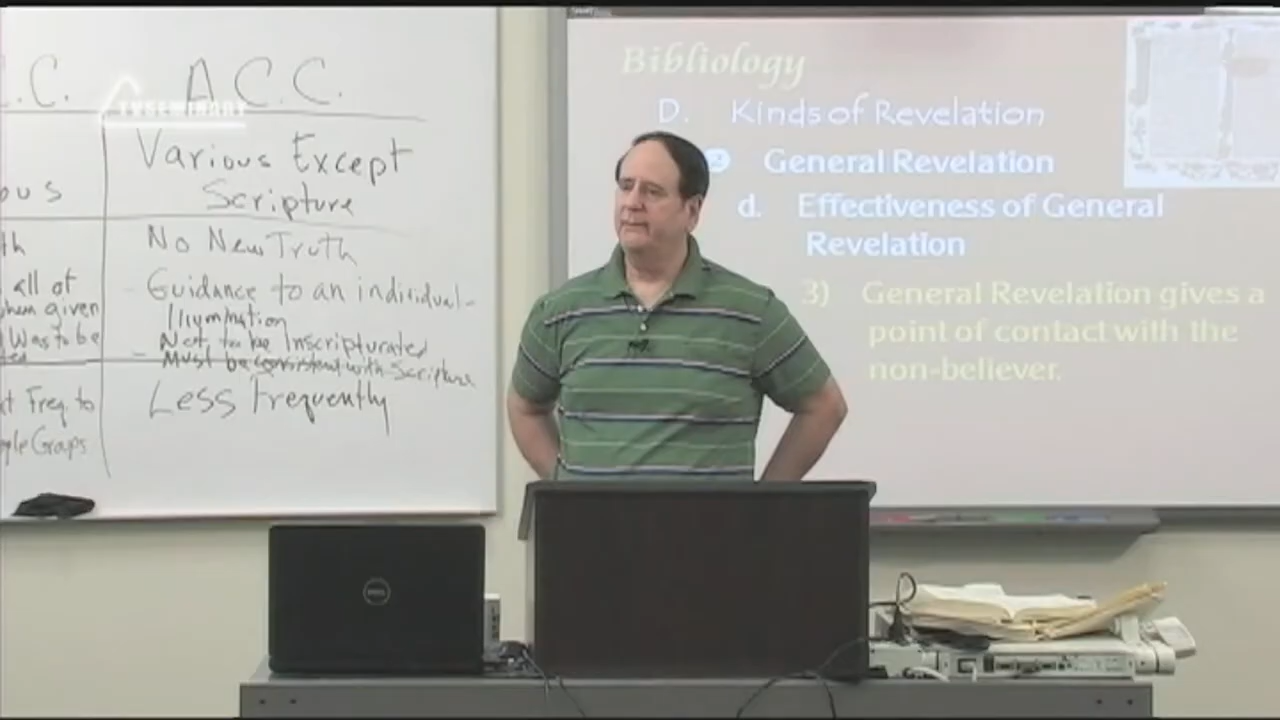 .C.
A.C.C.
TVSEMINARY
Various Except
Scripture
ous
No New Truth
th
all of
Guidance to an individual-
Illumination
given
Not to be Inscripturated
Was to be
Must be consistent with Scripture
Less Frequently
Freq to
Groups
Bibliology
D. Kinds of Revelation
General Revelation
d. Effectiveness of General
Revelation
3) General Revelation gives a
point of contact with the
non-believer.
DELL